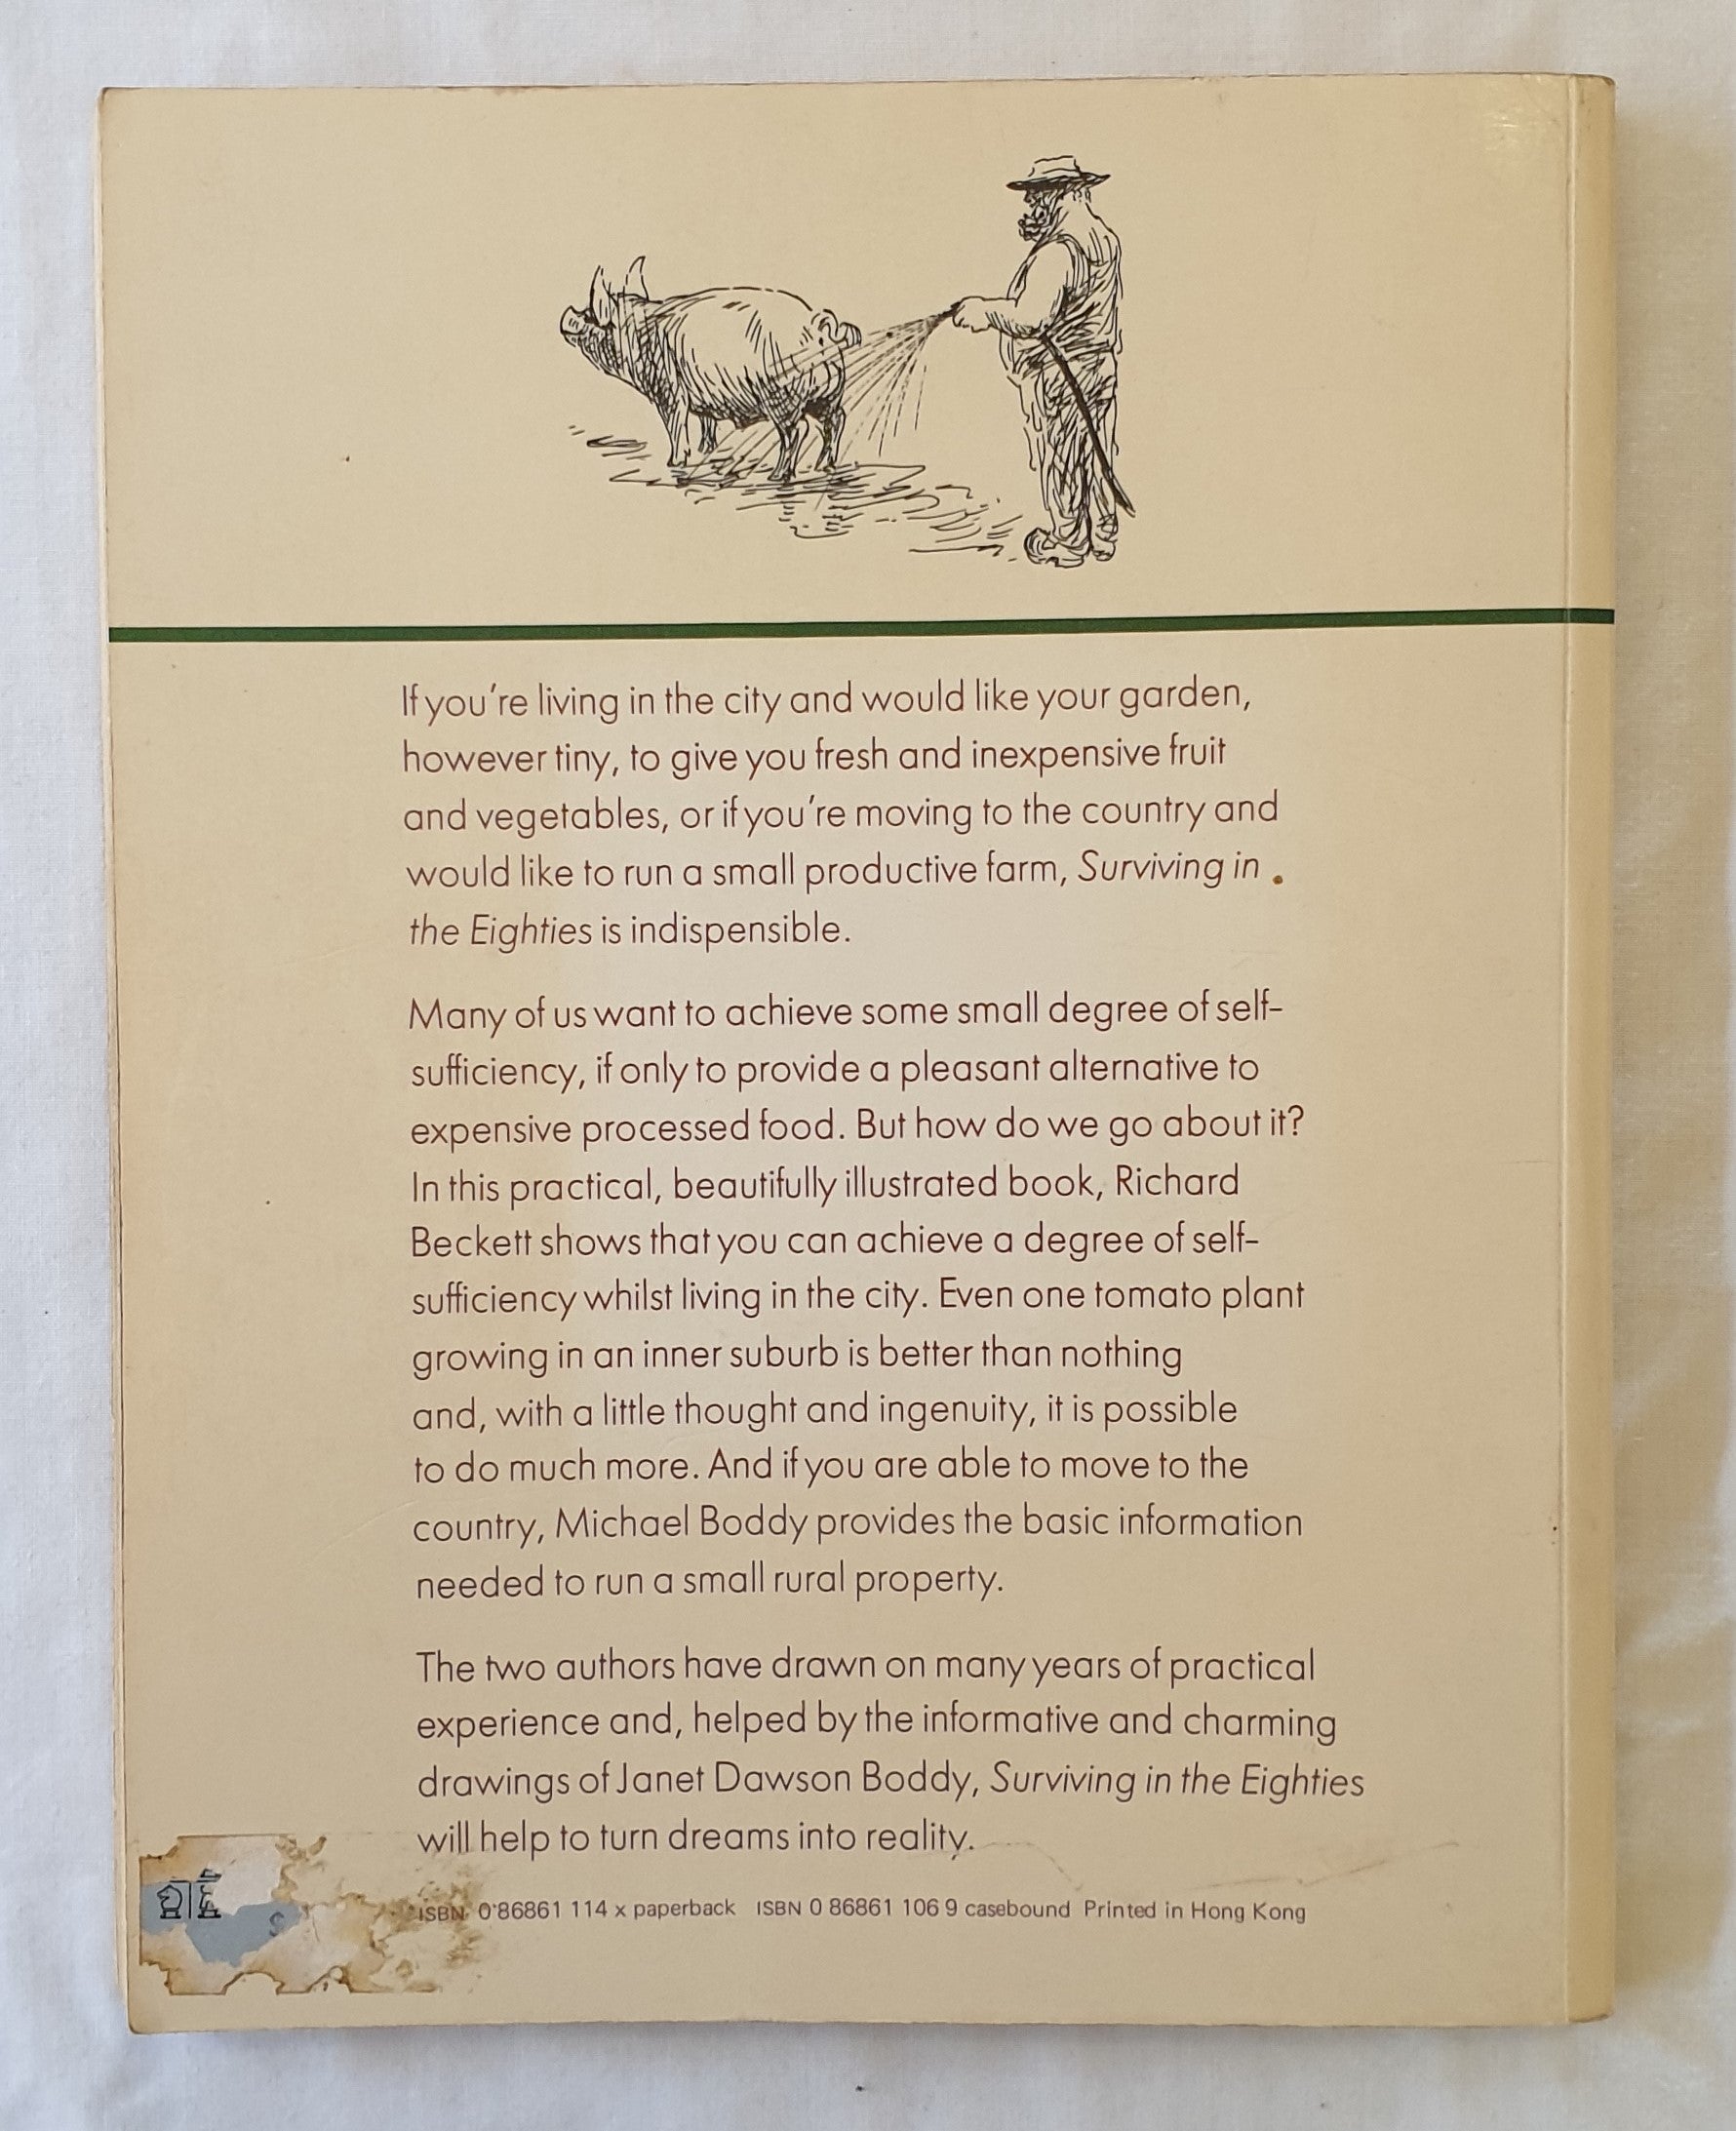 If you're living in the city and would like your garden,
however tiny, to give you fresh and inexpensive fruit
and vegetables, or if you're moving to the country and
would like to run a small productive farm, Surviving in
the Eighties is indispensible.
Many of us want to achieve some small degree of self-
sufficiency, if only to provide a pleasant alternative to
expensive processed food. But how do we go about it?
In this practical, beautifully illustrated book, Richard
Beckett shows that you can achieve a degree of self-
sufficiency whilst living in the city. Even one tomato plant
growing in an inner suburb is better than nothing
and, with a little thought and ingenuity, it is possible
to do much more. And if you are able to move to the
country, Michael Boddy provides the basic information
needed to run a small rural property.
The two authors have drawn on many years of practical
experience and, helped by the informative and charming
drawings of Janet Dawson Boddy, Surviving in the Eighties
will help to turn dreams into reality.
ISBN 0 86861 114 x paperback ISBN 0 86861 106 9 casebound Printed in Hong Kong